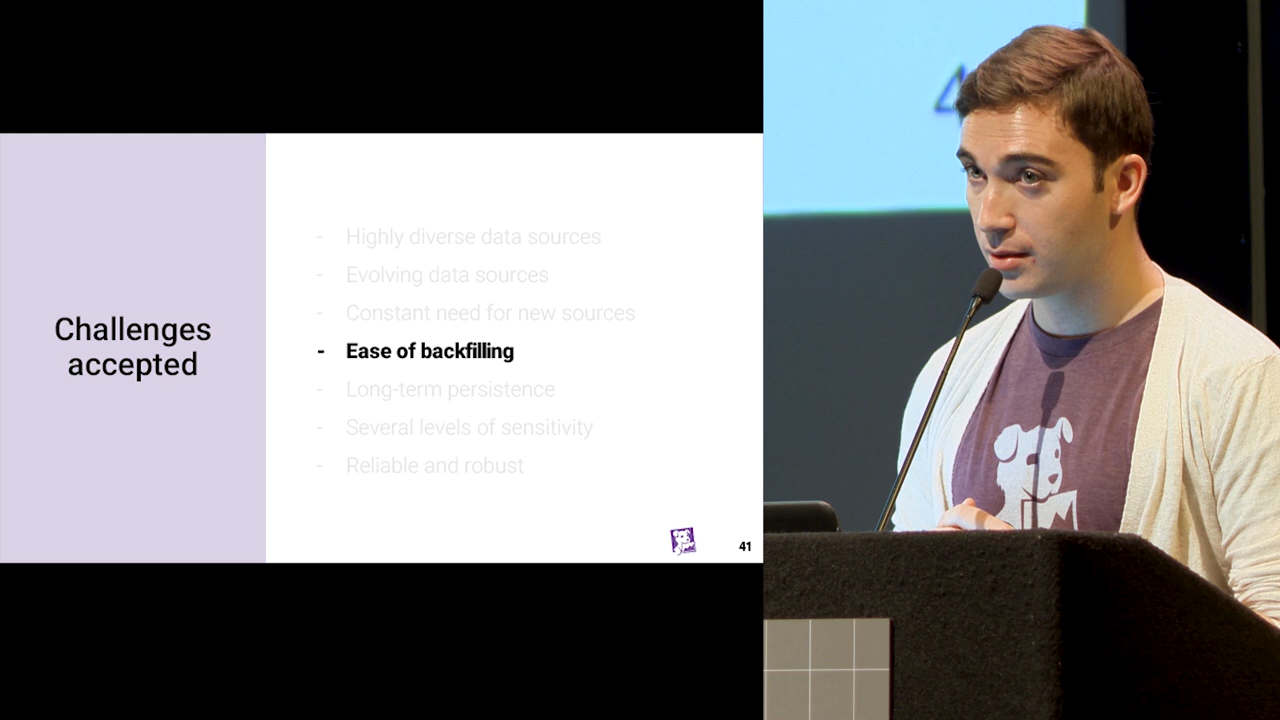 Challenges
accepted
- Highly diverse data sources
- Evolving data sources
- Constant need for new sources
- Ease of backfilling
- Long-term persistence
- Several levels of sensitivity
- Reliable and robust
41